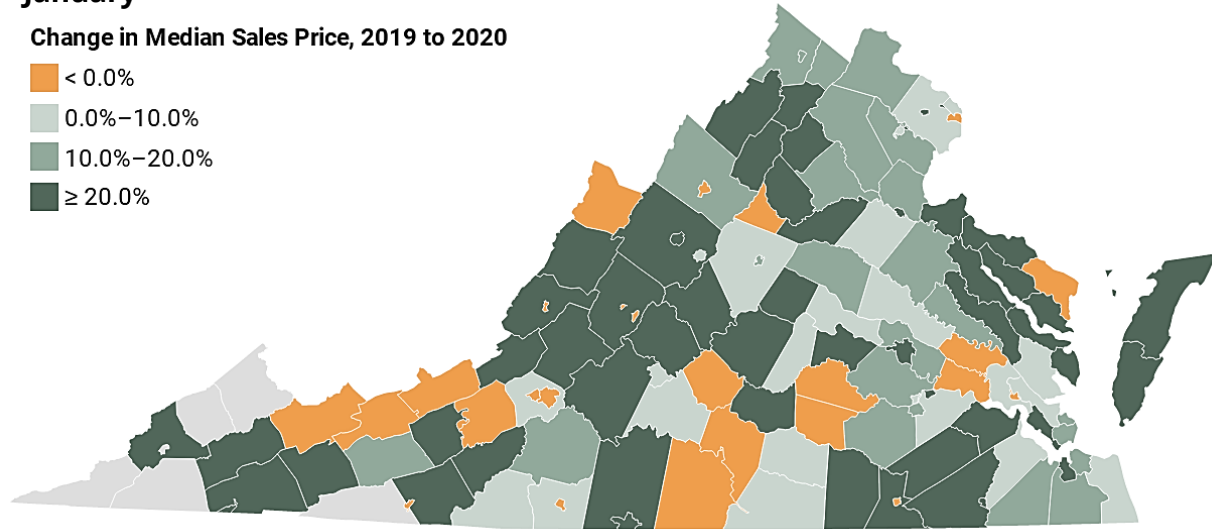 January
Change in Median Sales Price, 2019 to 2020
< 0.0%
0.0%–10.0%
10.0%–20.0%
≥ 20.0%